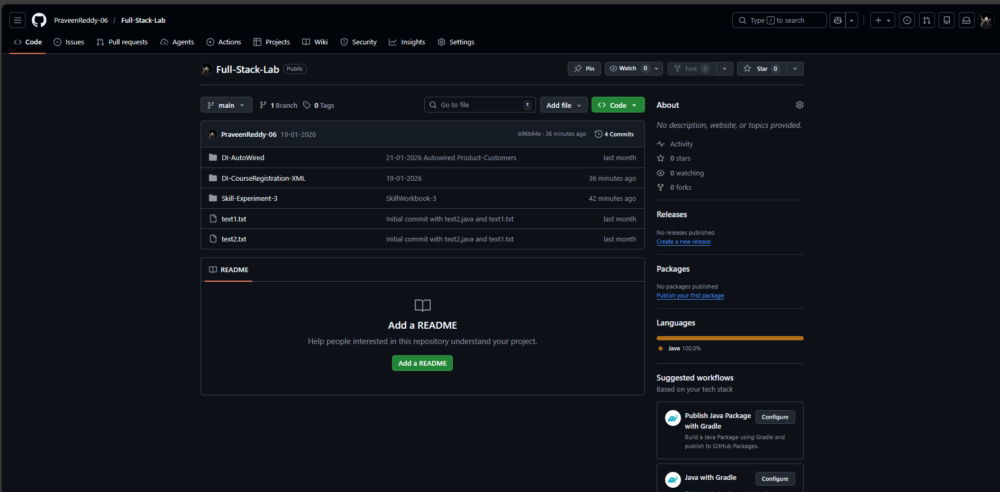 PraveenReddy-06 / Full-Stack-Lab
Type / to search
Code Issues Pull requests Agents Actions Projects Wiki Security Insights Settings
Full-Stack-Lab Public
Pin Watch 0 Fork 0 Star 0
main 1 Branch 0 Tags
Go to file t Add file Code
PraveenReddy-06 19-01-2026 b96b64e · 36 minutes ago 4 Commits
DI-AutoWired 21-01-2026 Autowired Product-Customers last month
DI-CourseRegistration-XML 19-01-2026 36 minutes ago
Skill-Experiment-3 SkillWorkbook-3 42 minutes ago
text1.txt Initial commit with text2.java and text1.txt last month
text2.txt Initial commit with text2.java and text1.txt last month
README
Add a README
Help people interested in this repository understand your project.
Add a README
About
No description, website, or topics provided.
Activity
0 stars
0 watching
0 forks
Releases
No releases published
Create a new release
Packages
No packages published
Publish your first package
Languages
Java 100.0%
Suggested workflows
Based on your tech stack
Publish Java Package
with Gradle
Configure
Build a Java Package using Gradle and
publish to GitHub Packages.
Java with Gradle
Configure